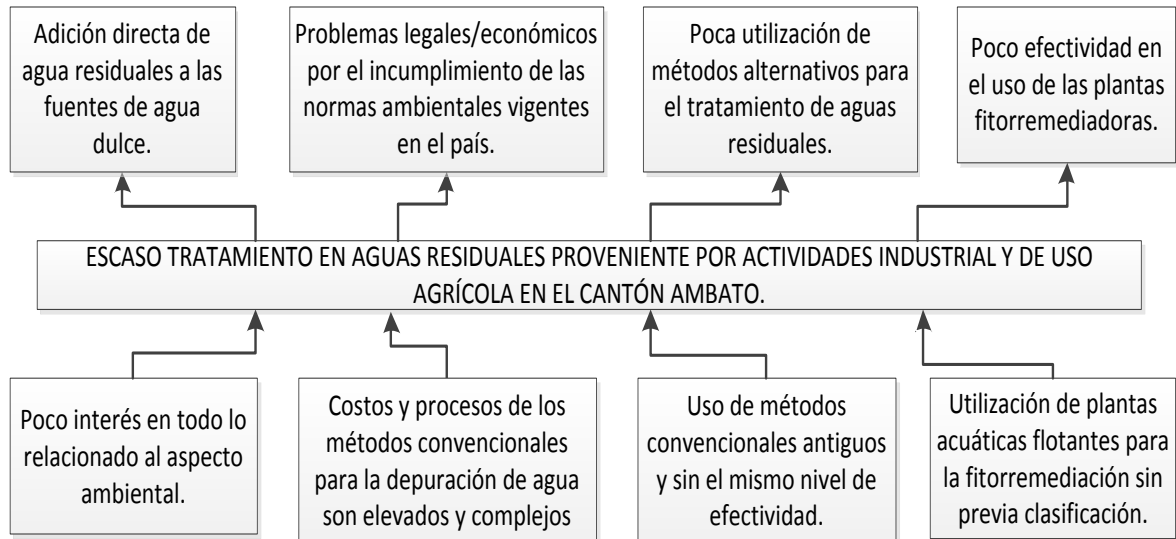 Adición directa de
agua residuales a las
fuentes de agua
dulce.
Problemas legales/económicos
por el incumplimiento de las
normas ambientales vigentes
en el país.
Poca utilización de
métodos alternativos para
el tratamiento de aguas
residuales.
Poco efectividad en
el uso de las plantas
fitorremediadoras.
ESCASO TRATAMIENTO EN AGUAS RESIDUALES PROVENIENTE POR ACTIVIDADES INDUSTRIAL Y DE USO
AGRÍCOLA EN EL CANTÓN AMBATO.
Poco interés en todo lo
relacionado al aspecto
ambiental.
Costos y procesos de los
métodos convencionales
para la depuración de agua
son elevados y complejos
Uso de métodos
convencionales antiguos
y sin el mismo nivel de
efectividad.
Utilización de plantas
acuáticas flotantes para
la fitorremediación sin
previa clasificación.